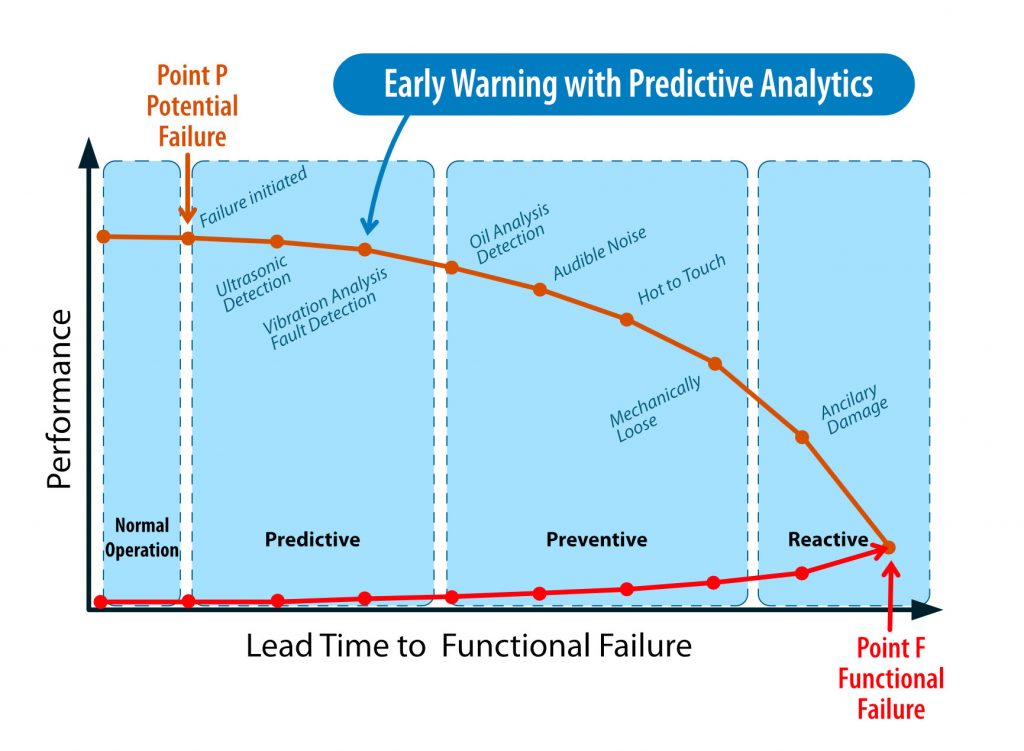 Point P
Potential
Failure
Early Warning with Predictive Analytics
Failure initiated
Ultrasonic
Detection
Vibration Analysis
Fault Detection
Oil Analysis
Detection
Audible Noise
Hot to Touch
Mechanically
Loose
Ancilary
Damage
Performance
Normal
Operation
Predictive
Preventive
Reactive
Lead Time to Functional Failure
Point F
Functional
Failure